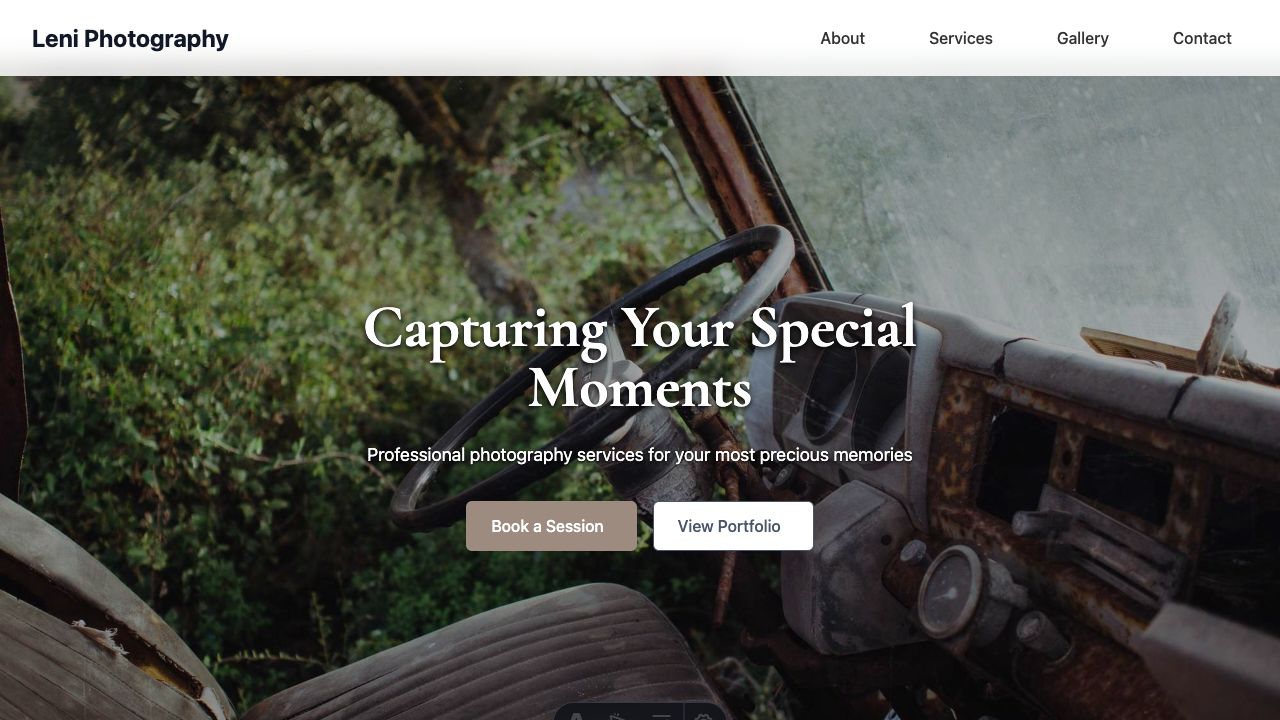 Leni Photography
About
Services
Gallery
Contact
Capturing Your Special
Moments
Professional photography services for your most precious memories
Book a Session
View Portfolio